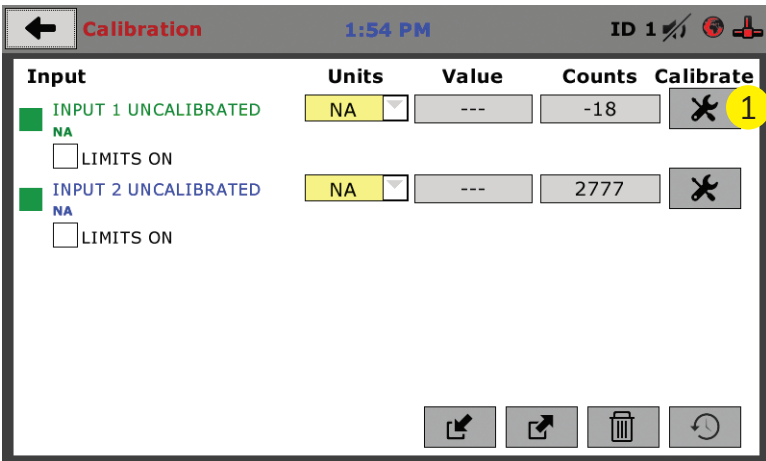 Calibration 1:54 PM ID 1
Input Units Value Counts Calibrate
INPUT 1 UNCALIBRATED NA --- -18 1
NA
LIMITS ON
INPUT 2 UNCALIBRATED NA --- 2777
NA
LIMITS ON